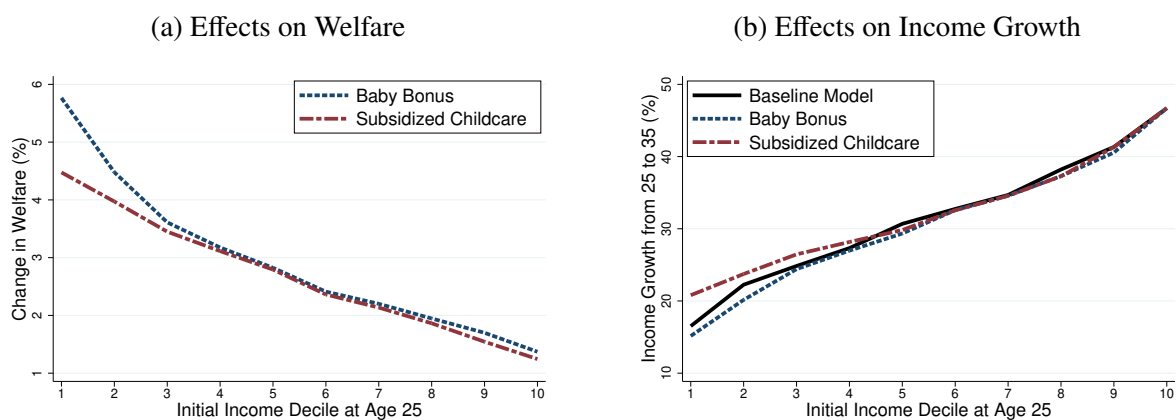 (a) Effects on Welfare
Change in Welfare (%)
6
5
4
3
2
1
Baby Bonus
Subsidized Childcare
1 2 3 4 5 6 7 8 9 10
Initial Income Decile at Age 25
(b) Effects on Income Growth
Income Growth from 25 to 35 (%)
50
40
30
20
10
Baseline Model
Baby Bonus
Subsidized Childcare
1 2 3 4 5 6 7 8 9 10
Initial Income Decile at Age 25